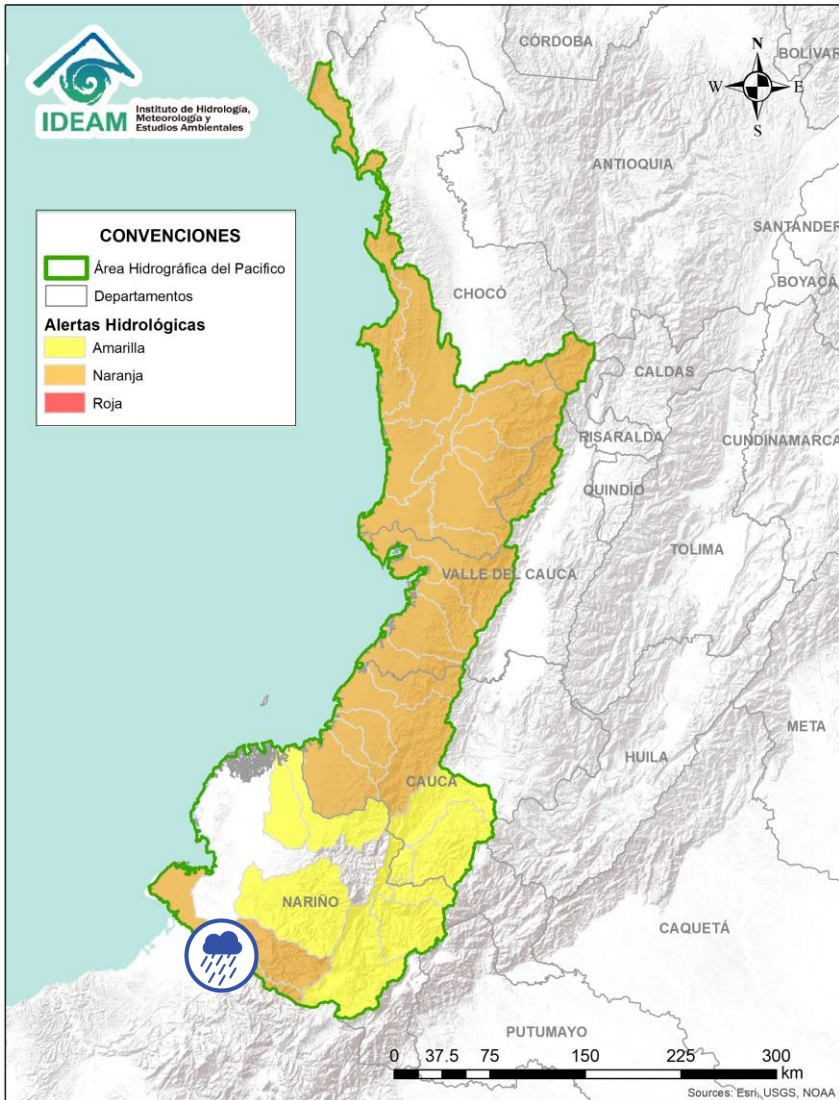 IDEAM
Instituto de Hidrología,
Meteorología y
Estudios Ambientales
N
W
E
S
CÓRDOBA
BOLÍVAR
ANTIOQUIA
SANTANDER
BOYACÁ
CHOCÓ
CALDAS
RISARALDA
CUNDINAMARCA
QUINDÍO
TOLIMA
VALLE DEL CAUCA
META
HUILA
CAUCA
NARIÑO
CAQUETÁ
PUTUMAYO
CONVENCIONES
Área Hidrográfica del Pacifico
Departamentos
Alertas Hidrológicas
Amarilla
Naranja
Roja
0 37.5 75 150 225 300
km
Sources: Esri, USGS, NOAA